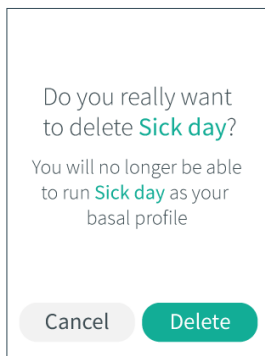 Do you really want
to delete Sick day?
You will no longer be able
to run Sick day as your
basal profile
Cancel
Delete